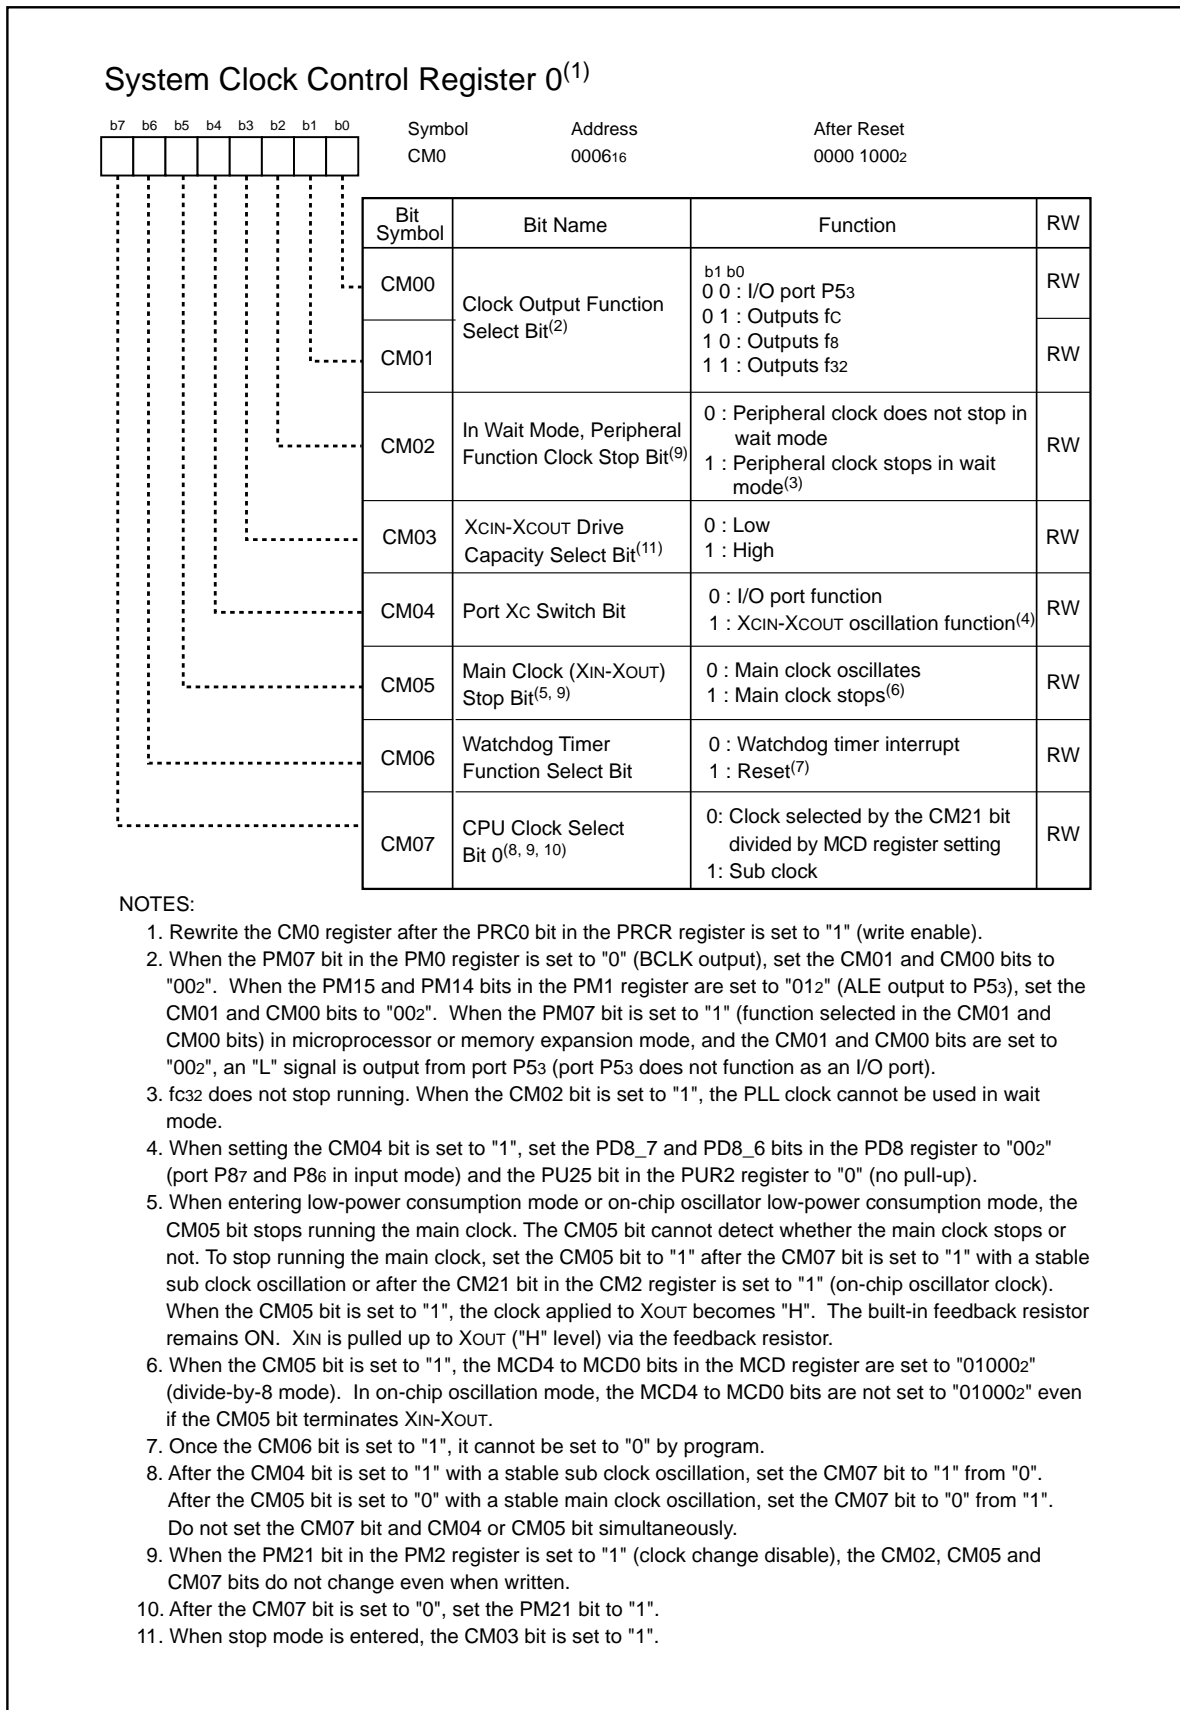 System Clock Control Register 0(1)
b7 b6 b5 b4 b3 b2 b1 b0
Symbol Address After Reset
CM0 000616 0000 10002
Bit Symbol Bit Name Function RW
CM00
CM01
Clock Output Function
Select Bit(2)
b1 b0
0 0 : I/O port P53
0 1 : Outputs fC
1 0 : Outputs f8
1 1 : Outputs f32
RW
RW
CM02
In Wait Mode, Peripheral
Function Clock Stop Bit(9)
0 : Peripheral clock does not stop in
wait mode
1 : Peripheral clock stops in wait
mode(3)
RW
CM03
XCIN-XCOUT Drive
Capacity Select Bit(11)
0 : Low
1 : High
RW
CM04
Port XC Switch Bit
0 : I/O port function
1 : XCIN-XCOUT oscillation function(4)
RW
CM05
Main Clock (XIN-XOUT)
Stop Bit(5, 9)
0 : Main clock oscillates
1 : Main clock stops(6)
RW
CM06
Watchdog Timer
Function Select Bit
0 : Watchdog timer interrupt
1 : Reset(7)
RW
CM07
CPU Clock Select
Bit 0(8, 9, 10)
0: Clock selected by the CM21 bit
divided by MCD register setting
1: Sub clock
RW
NOTES:
1. Rewrite the CM0 register after the PRC0 bit in the PRCR register is set to "1" (write enable).
2. When the PM07 bit in the PM0 register is set to "0" (BCLK output), set the CM01 and CM00 bits to
"002". When the PM15 and PM14 bits in the PM1 register are set to "012" (ALE output to P53), set the
CM01 and CM00 bits to "002". When the PM07 bit is set to "1" (function selected in the CM01 and
CM00 bits) in microprocessor or memory expansion mode, and the CM01 and CM00 bits are set to
"002", an "L" signal is output from port P53 (port P53 does not function as an I/O port).
3. fc32 does not stop running. When the CM02 bit is set to "1", the PLL clock cannot be used in wait
mode.
4. When setting the CM04 bit is set to "1", set the PD8_7 and PD8_6 bits in the PD8 register to "002"
(port P87 and P86 in input mode) and the PU25 bit in the PUR2 register to "0" (no pull-up).
5. When entering low-power consumption mode or on-chip oscillator low-power consumption mode, the
CM05 bit stops running the main clock. The CM05 bit cannot detect whether the main clock stops or
not. To stop running the main clock, set the CM05 bit to "1" after the CM07 bit is set to "1" with a stable
sub clock oscillation or after the CM21 bit in the CM2 register is set to "1" (on-chip oscillator clock).
When the CM05 bit is set to "1", the clock applied to XOUT becomes "H". The built-in feedback resistor
remains ON. XIN is pulled up to XOUT ("H" level) via the feedback resistor.
6. When the CM05 bit is set to "1", the MCD4 to MCD0 bits in the MCD register are set to "010002"
(divide-by-8 mode). In on-chip oscillation mode, the MCD4 to MCD0 bits are not set to "010002" even
if the CM05 bit terminates XIN-XOUT.
7. Once the CM06 bit is set to "1", it cannot be set to "0" by program.
8. After the CM04 bit is set to "1" with a stable sub clock oscillation, set the CM07 bit to "1" from "0".
After the CM05 bit is set to "0" with a stable main clock oscillation, set the CM07 bit to "0" from "1".
Do not set the CM07 bit and CM04 or CM05 bit simultaneously.
9. When the PM21 bit in the PM2 register is set to "1" (clock change disable), the CM02, CM05 and
CM07 bits do not change even when written.
10. After the CM07 bit is set to "0", set the PM21 bit to "1".
11. When stop mode is entered, the CM03 bit is set to "1".